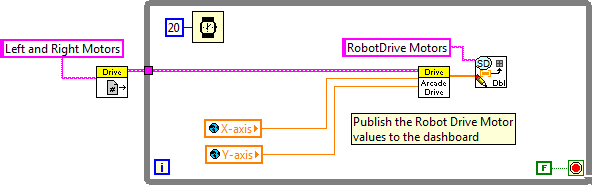 20
Left and Right Motors
RobotDrive Motors
Drive
#
Drive
Arcade
Drive
SD
Dbl
X-axis
Y-axis
Publish the Robot Drive Motor
values to the dashboard
i
F